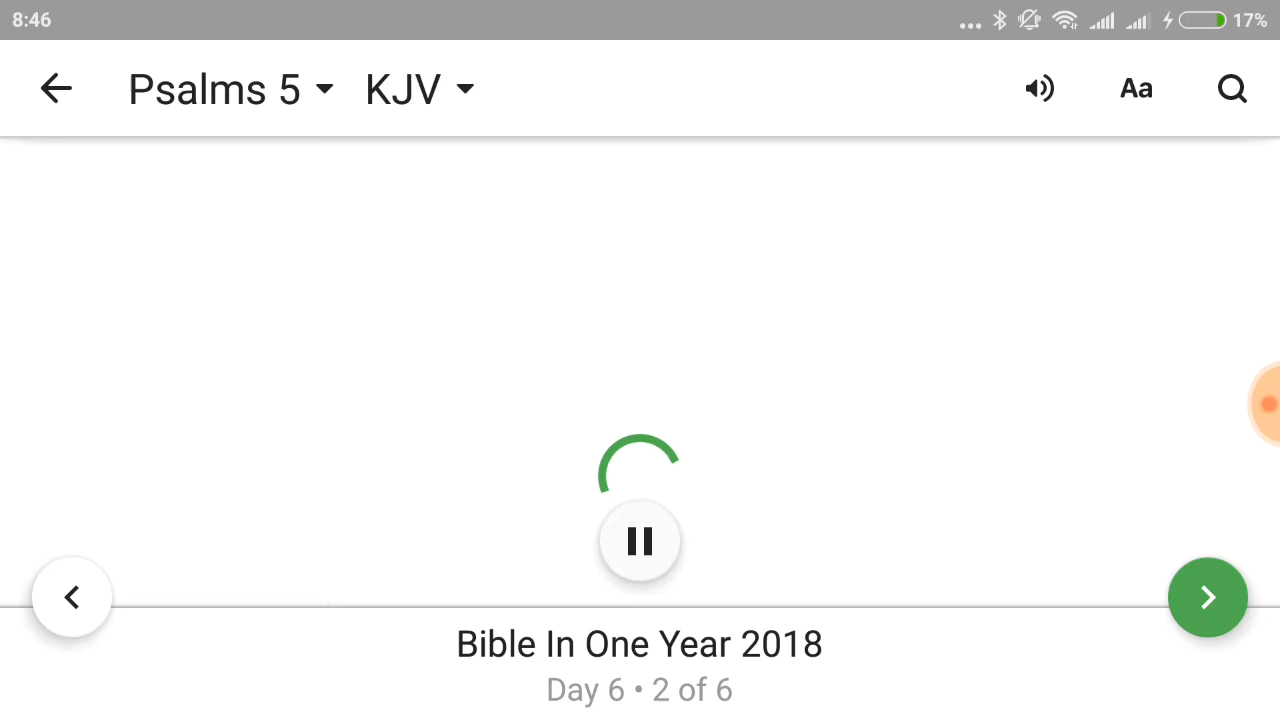 8:46
17%
Psalms 5 KJV
Aa
Bible In One Year 2018
Day 6 • 2 of 6